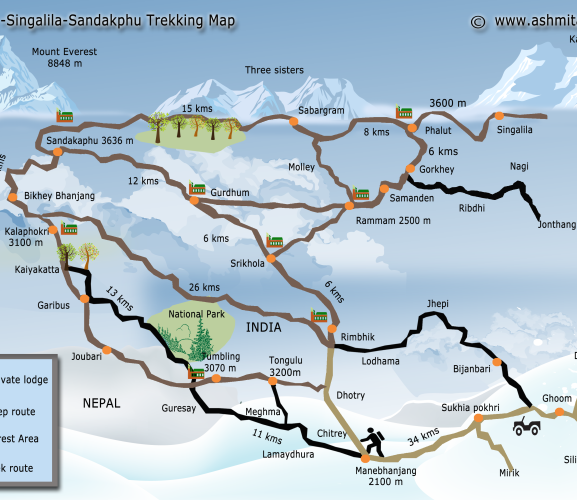 -Singalila-Sandakphu Trekking Map
© www.ashmita
Mount Everest
8848 m
Three sisters
Ka
15 kms
Sabargram
3600 m
8 kms
Phalut
Singalila
Sandakaphu 3636 m
6 kms
Molley
Gorkhey
Nagi
12 kms
Gurdhum
Samanden
Ribdhi
Bikhey Bhanjang
Rammam 2500 m
Jonthang
Kalaphokri
3100 m
6 kms
Srikhola
Kaiyakatta
26 kms
6 kms
13 kms
Garibus
National Park
Jhepi
INDIA
Rimbhik
Lodhama
Joubari
Tumbling
3070 m
Tongulu
3200m
Bijanbari
vate lodge
Dhotry
Ghoom
NEPAL
Guresay
Meghma
Sukhia pokhri
ep route
Chitrey
34 kms
rest Area
11 kms
Lamaydhura
Manebhanjang
2100 m
Mirik
Sili
k route